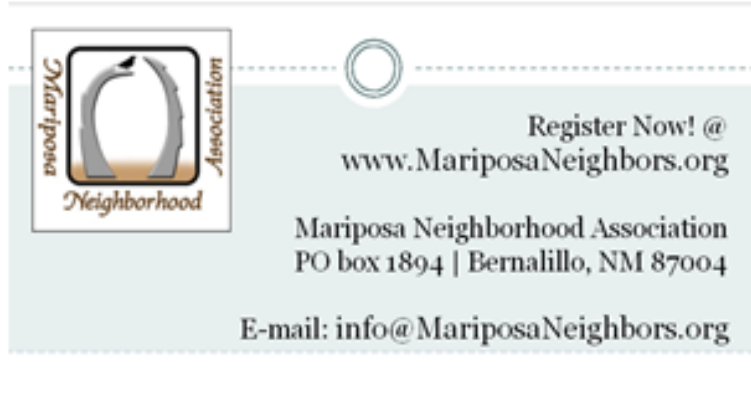 Mariposa
Association
Neighborhood
Register Now! @
www.MariposaNeighbors.org
Mariposa Neighborhood Association
PO box 1894 | Bernalillo, NM 87004
E-mail: info@MariposaNeighbors.org